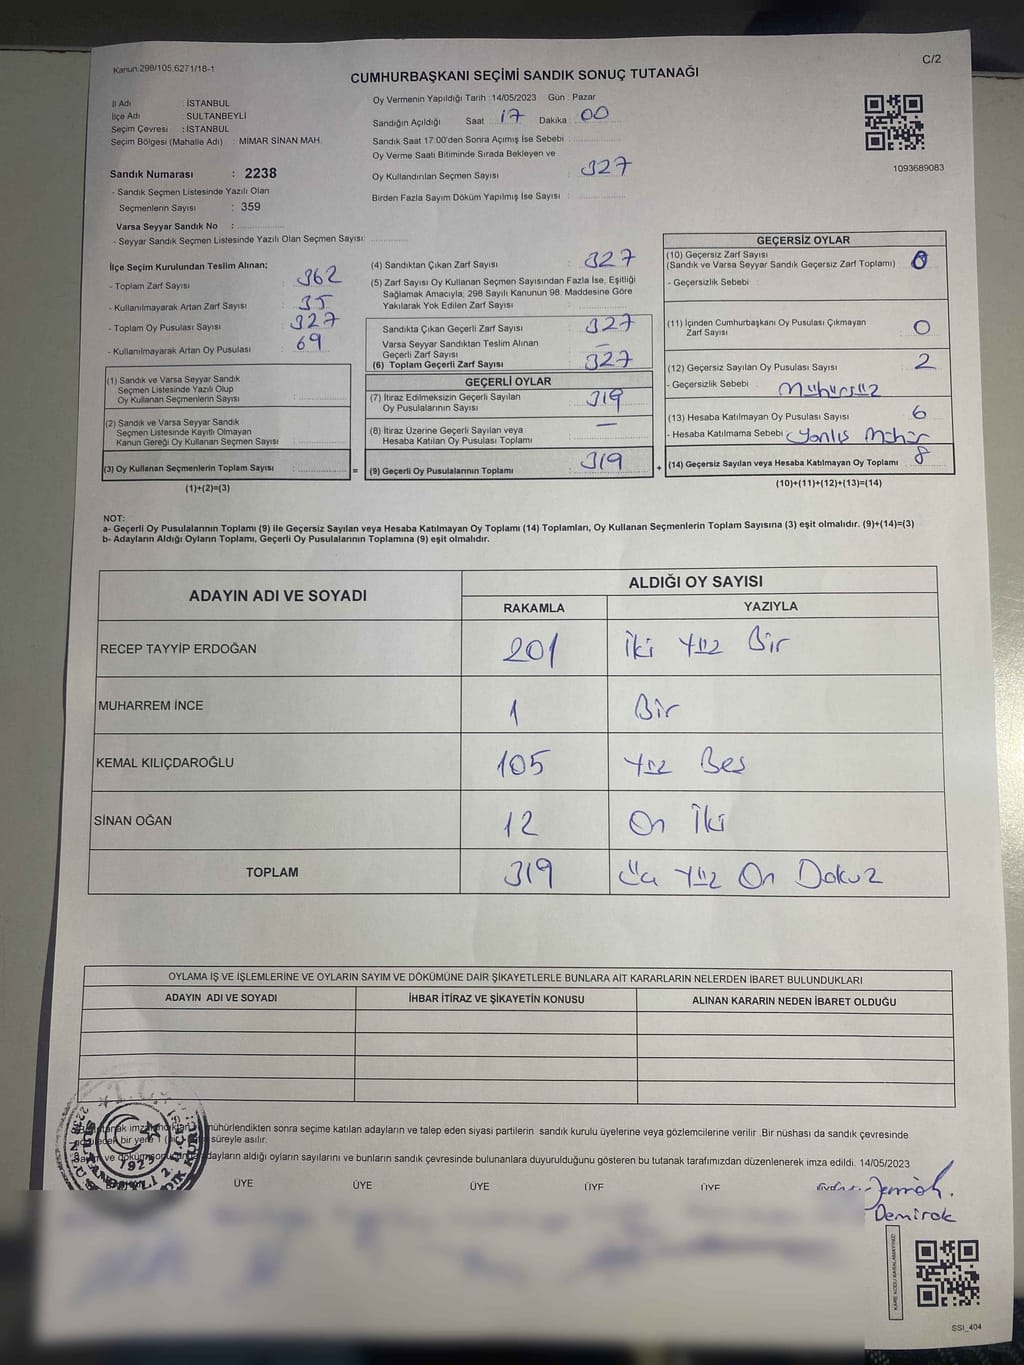 Kanun.298/105.6271/18-1
C/2
CUMHURBAŞKANI SEÇİMİ SANDIK SONUÇ TUTANAĞI
İl Adı : İSTANBUL
İlçe Adı : SULTANBEYLİ
Seçim Çevresi : İSTANBUL
Seçim Bölgesi (Mahalle Adı) : MİMAR SİNAN MAH.
Sandık Numarası : 2238
- Sandık Seçmen Listesinde Yazılı Olan
Seçmenlerin Sayısı : 359
Varsa Seyyar Sandık No :
- Seyyar Sandık Seçmen Listesinde Yazılı Olan Seçmen Sayısı:
Oy Vermenin Yapıldığı Tarih : 14/05/2023 Gün : Pazar
Sandığın Açıldığı Saat : 17 Dakika : 00
Sandık Saat 17:00'den Sonra Açımış İse Sebebi :
Oy Verme Saati Bitiminde Sırada Bekleyen ve
Oy Kullandırılan Seçmen Sayısı : 327
Birden Fazla Sayım Döküm Yapılmış İse Sayısı :
1093689083
İlçe Seçim Kurulundan Teslim Alınan;
- Toplam Zarf Sayısı : 362
- Kullanılmayarak Artan Zarf Sayısı : 35
- Toplam Oy Pusulası Sayısı : 327
- Kullanılmayarak Artan Oy Pusulası : 69
(1) Sandık ve Varsa Seyyar Sandık
Seçmen Listesinde Yazılı Olup
Oy Kullanan Seçmenlerin Sayısı :
(2) Sandık ve Varsa Seyyar Sandık
Seçmen Listesinde Kayıtlı Olmayan
Kanun Gereği Oy Kullanan Seçmen Sayısı :
(3) Oy Kullanan Seçmenlerin Toplam Sayısı : =
(1)+(2)=(3)
(4) Sandıktan Çıkan Zarf Sayısı : 327
(5) Zarf Sayısı Oy Kullanan Seçmen Sayısından Fazla İse, Eşitliği
Sağlamak Amacıyla, 298 Sayılı Kanunun 98. Maddesine Göre
Yakılarak Yok Edilen Zarf Sayısı :
Sandıkta Çıkan Geçerli Zarf Sayısı : 327
Varsa Seyyar Sandıktan Teslim Alınan
Geçerli Zarf Sayısı : —
(6) Toplam Geçerli Zarf Sayısı : 327
GEÇERLİ OYLAR
(7) İtiraz Edilmeksizin Geçerli Sayılan
Oy Pusulalarının Sayısı : 319
(8) İtiraz Üzerine Geçerli Sayılan veya
Hesaba Katılan Oy Pusulası Toplamı : —
(9) Geçerli Oy Pusulalarının Toplamı : 319 +
GEÇERSİZ OYLAR
(10) Geçersiz Zarf Sayısı
(Sandık ve Varsa Seyyar Sandık Geçersiz Zarf Toplamı) : 0
- Geçersizlik Sebebi :
(11) İçinden Cumhurbaşkanı Oy Pusulası Çıkmayan
Zarf Sayısı : 0
(12) Geçersiz Sayılan Oy Pusulası Sayısı : 2
- Geçersizlik Sebebi : Mühürsüz
(13) Hesaba Katılmayan Oy Pusulası Sayısı : 6
- Hesaba Katılmama Sebebi : Yanlış Mühür
(14) Geçersiz Sayılan veya Hesaba Katılmayan Oy Toplamı : 8
(10)+(11)+(12)+(13)=(14)
NOT:
a- Geçerli Oy Pusulalarının Toplamı (9) ile Geçersiz Sayılan veya Hesaba Katılmayan Oy Toplamı (14) Toplamları, Oy Kullanan Seçmenlerin Toplam Sayısına (3) eşit olmalıdır. (9)+(14)=(3)
b- Adayların Aldığı Oyların Toplamı, Geçerli Oy Pusulalarının Toplamına (9) eşit olmalıdır.
ADAYIN ADI VE SOYADI ALDIĞI OY SAYISI
RAKAMLA YAZIYLA
RECEP TAYYİP ERDOĞAN 201 İki Yüz Bir
MUHARREM İNCE 1 Bir
KEMAL KILIÇDAROĞLU 105 Yüz Beş
SİNAN OĞAN 12 On İki
TOPLAM 319 Üç Yüz On Dokuz
OYLAMA İŞ VE İŞLEMLERİNE VE OYLARIN SAYIM VE DÖKÜMÜNE DAİR ŞİKAYETLERLE BUNLARA AİT KARARLARIN NELERDEN İBARET BULUNDUKLARI
ADAYIN ADI VE SOYADI İHBAR İTİRAZ VE ŞİKAYETİN KONUSU ALINAN KARARIN NEDEN İBARET OLDUĞU
mühürlendikten sonra seçime katılan adayların ve talep eden siyasi partilerin sandık kurulu üyelerine veya gözlemcilerine verilir. Bir nüshası da sandık çevresinde
bir yere süreyle asılır.
adayların aldığı oyların sayılarını ve bunların sandık çevresinde bulunanlara duyurulduğunu gösteren bu tutanak tarafımızdan düzenlenerek imza edildi. 14/05/2023
ÜYE ÜYE ÜYE ÜYE ÜYE
Demirok
SSI_404